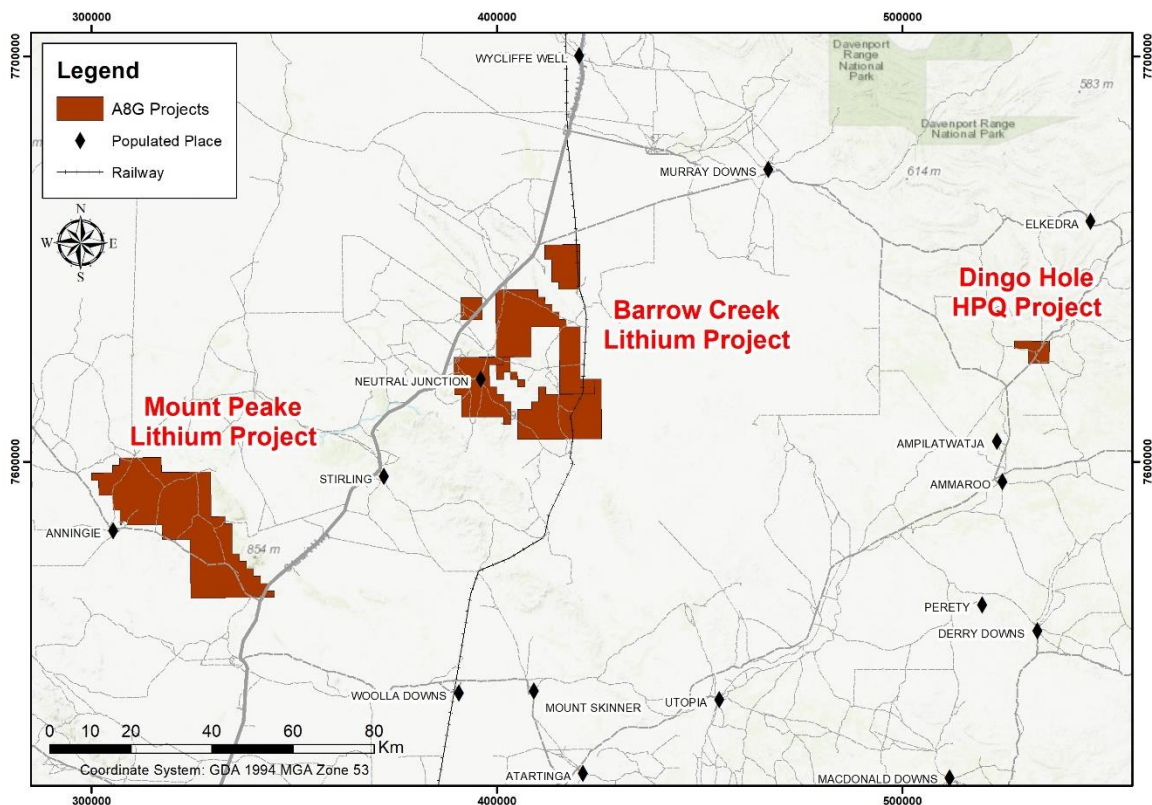 300000
400000
500000
7700000
7700000
Legend
A8G Projects
Populated Place
Railway
N
W
E
S
WYCLIFFE WELL
Davenport
Range
National
Park
583 m
Davenport Range
National Park
MURRAY DOWNS
614 m
ELKEDRA
Dingo Hole
HPQ Project
Barrow Creek
Lithium Project
NEUTRAL JUNCTION
Mount Peake
Lithium Project
AMPILATWATJA
7600000
7600000
STIRLING
AMMAROO
ANNINGIE
854 m
PERETY
DERRY DOWNS
WOOLLA DOWNS
MOUNT SKINNER
UTOPIA
0 10 20 40 60 80
Km
Coordinate System: GDA 1994 MGA Zone 53
ATARTINGA
MACDONALD DOWNS
300000
400000
500000